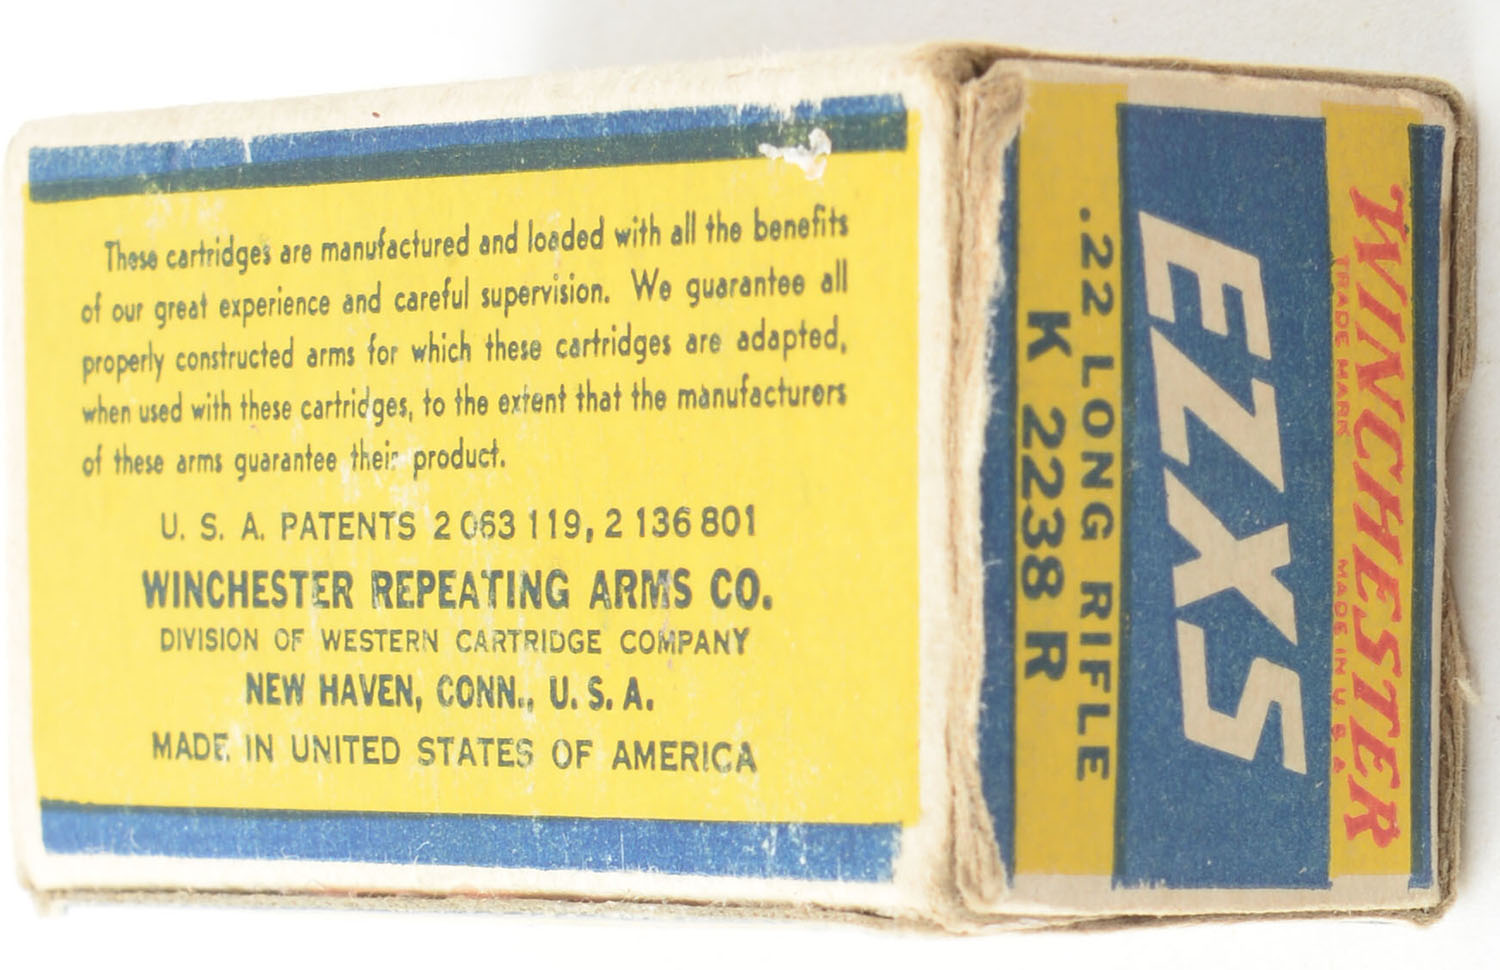 These cartridges are manufactured and loaded with all the benefits
of our great experience and careful supervision. We guarantee all
properly constructed arms for which these cartridges are adapted,
when used with these cartridges, to the extent that the manufacturers
of these arms guarantee their product.
U. S. A. PATENTS 2 063 119, 2 136 801
WINCHESTER REPEATING ARMS CO.
DIVISION OF WESTERN CARTRIDGE COMPANY
NEW HAVEN, CONN., U. S. A.
MADE IN UNITED STATES OF AMERICA
WINCHESTER
TRADE MARK MADE IN U. S. A.
EZXS
.22 LONG RIFLE
K 2238 R